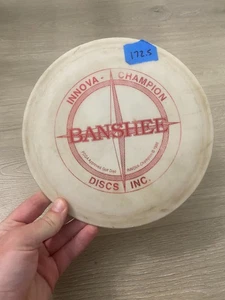 172.5
INNOVA - CHAMPION
BANSHEE
DISCS INC.